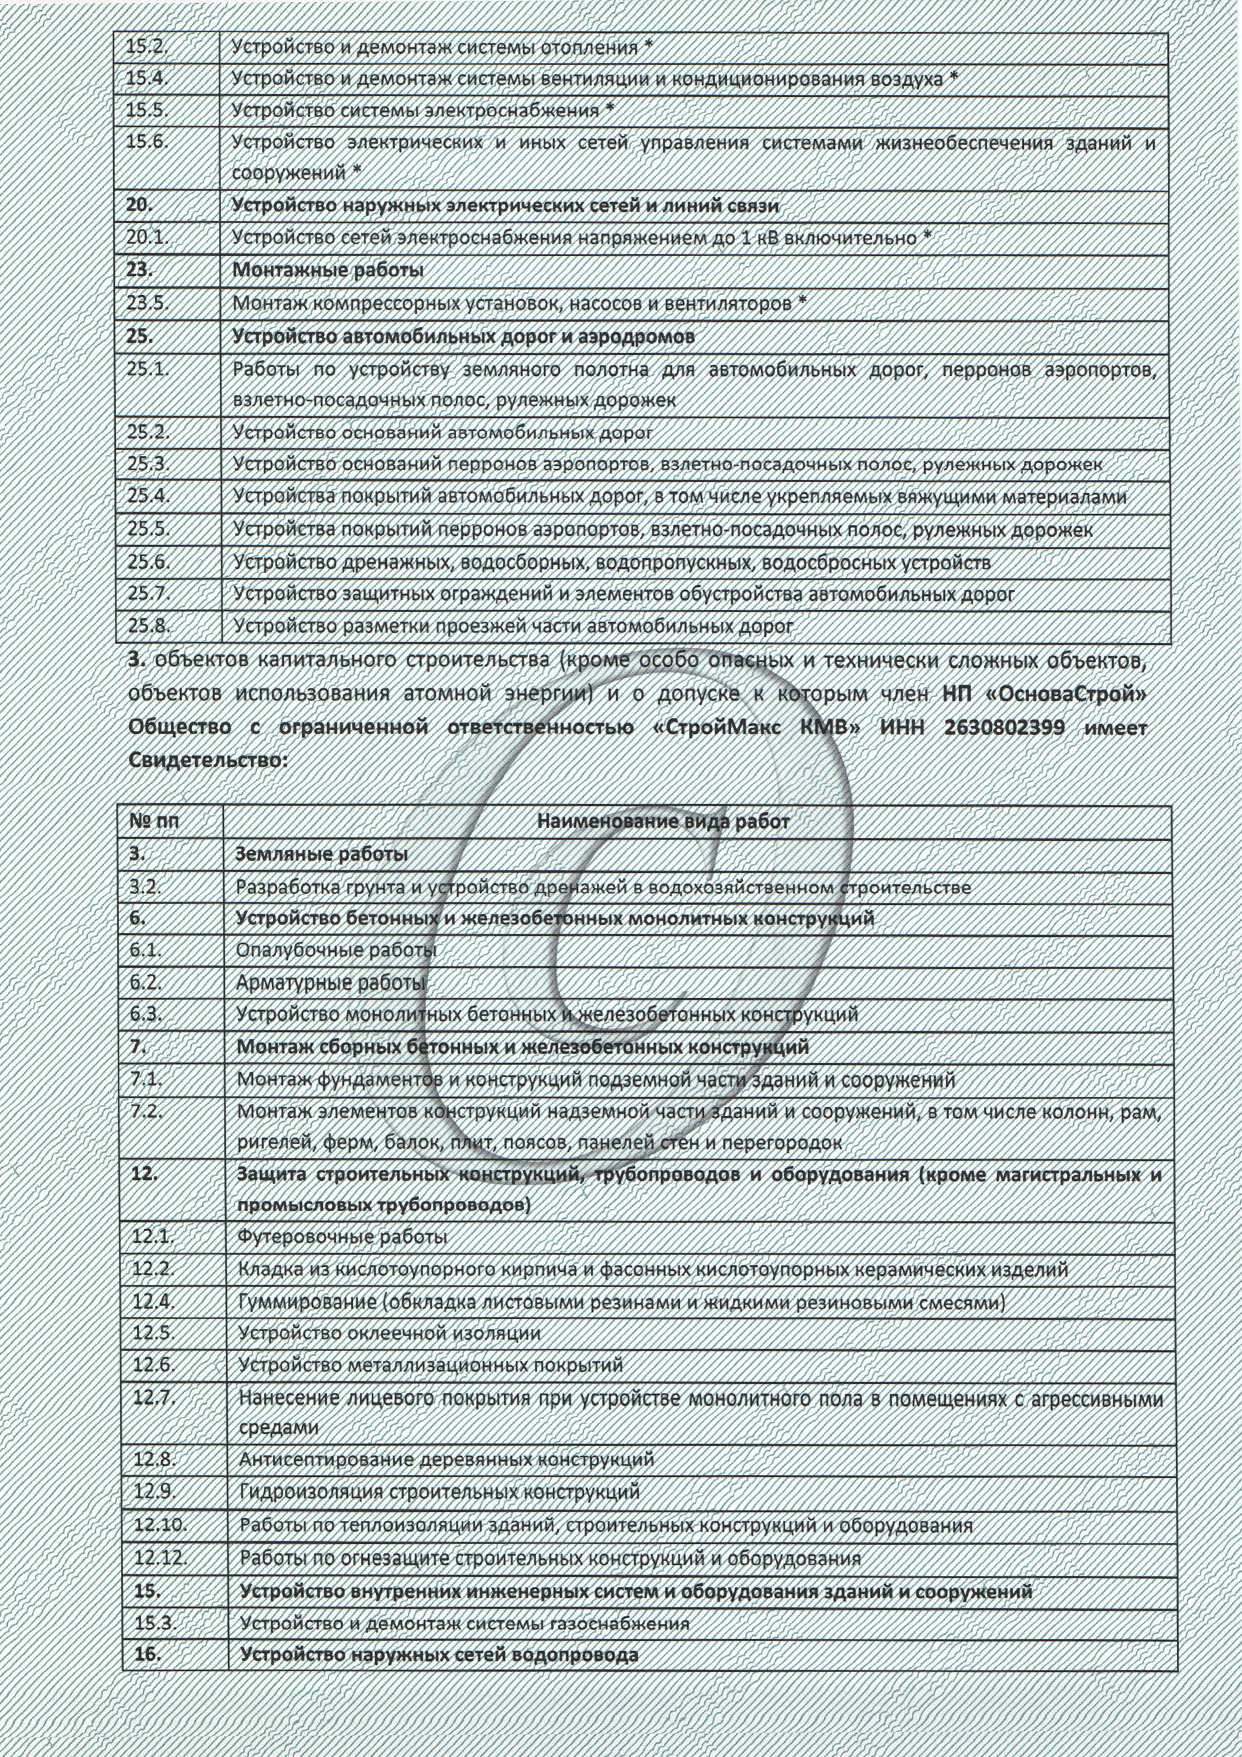 15.2. Устройство и демонтаж системы отопления *
15.4. Устройство и демонтаж системы вентиляции и кондиционирования воздуха *
15.5. Устройство системы электроснабжения *
15.6. Устройство электрических и иных сетей управления системами жизнеобеспечения зданий и
сооружений *
20. Устройство наружных электрических сетей и линий связи
20.1. Устройство сетей электроснабжения напряжением до 1 кВ включительно *
23. Монтажные работы
23.5. Монтаж компрессорных установок, насосов и вентиляторов *
25. Устройство автомобильных дорог и аэродромов
25.1. Работы по устройству земляного полотна для автомобильных дорог, перронов аэропортов,
взлетно-посадочных полос, рулежных дорожек
25.2. Устройство оснований автомобильных дорог
25.3. Устройство оснований перронов аэропортов, взлетно-посадочных полос, рулежных дорожек
25.4. Устройства покрытий автомобильных дорог, в том числе укрепляемых вяжущими материалами
25.5. Устройства покрытий перронов аэропортов, взлетно-посадочных полос, рулежных дорожек
25.6. Устройство дренажных, водосборных, водопропускных, водосбросных устройств
25.7. Устройство защитных ограждений и элементов обустройства автомобильных дорог
25.8. Устройство разметки проезжей части автомобильных дорог
3. объектов капитального строительства (кроме особо опасных и технически сложных объектов,
объектов использования атомной энергии) и о допуске к которым член НП «ОсноваСтрой»
Общество с ограниченной ответственностью «СтройМакс КМВ» ИНН 2630802399 имеет
Свидетельство:
№ пп Наименование вида работ
3. Земляные работы
3.2. Разработка грунта и устройство дренажей в водохозяйственном строительстве
6. Устройство бетонных и железобетонных монолитных конструкций
6.1. Опалубочные работы
6.2. Арматурные работы
6.3. Устройство монолитных бетонных и железобетонных конструкций
7. Монтаж сборных бетонных и железобетонных конструкций
7.1. Монтаж фундаментов и конструкций подземной части зданий и сооружений
7.2. Монтаж элементов конструкций надземной части зданий и сооружений, в том числе колонн, рам,
ригелей, ферм, балок, плит, поясов, панелей стен и перегородок
12. Защита строительных конструкций, трубопроводов и оборудования (кроме магистральных и
промысловых трубопроводов)
12.1. Футеровочные работы
12.2. Кладка из кислотоупорного кирпича и фасонных кислотоупорных керамических изделий
12.4. Гуммирование (обкладка листовыми резинами и жидкими резиновыми смесями)
12.5. Устройство оклеечной изоляции
12.6. Устройство металлизационных покрытий
12.7. Нанесение лицевого покрытия при устройстве монолитного пола в помещениях с агрессивными
средами
12.8. Антисептирование деревянных конструкций
12.9. Гидроизоляция строительных конструкций
12.10. Работы по теплоизоляции зданий, строительных конструкций и оборудования
12.12. Работы по огнезащите строительных конструкций и оборудования
15. Устройство внутренних инженерных систем и оборудования зданий и сооружений
15.3. Устройство и демонтаж системы газоснабжения
16. Устройство наружных сетей водопровода